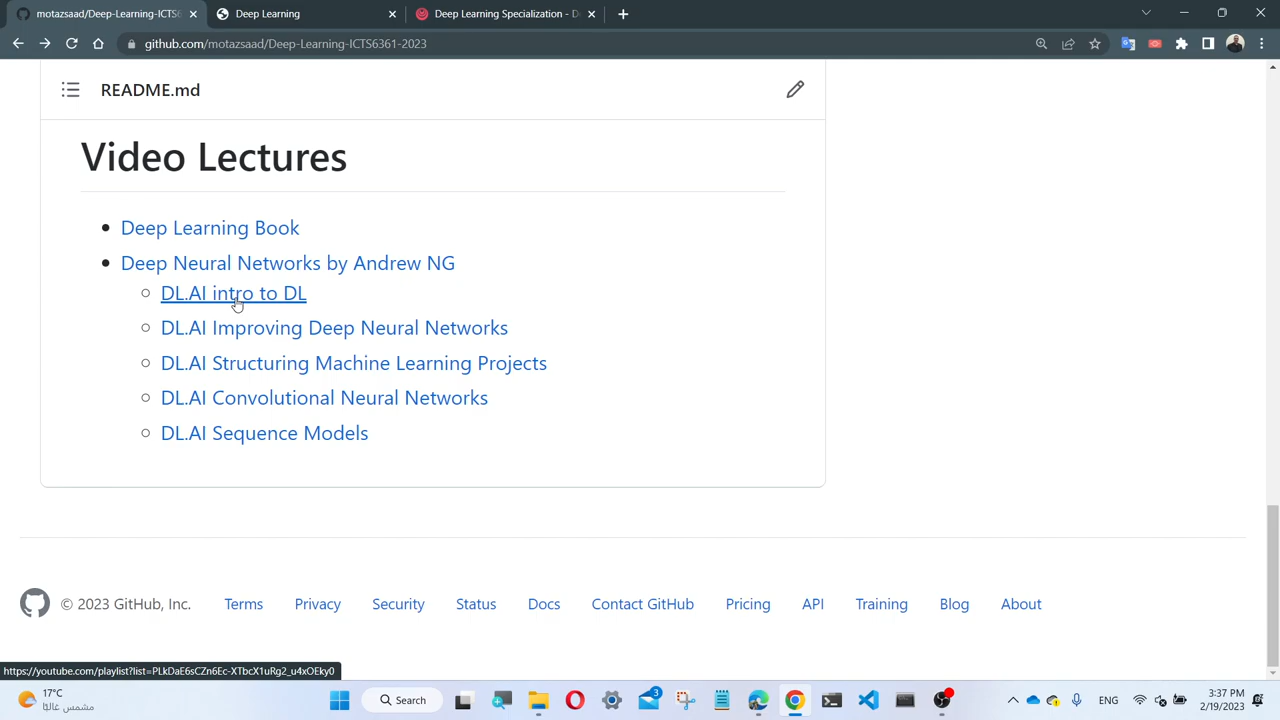 motazsaad/Deep-Learning-ICTS6
Deep Learning
Deep Learning Specialization - D
github.com/motazsaad/Deep-Learning-ICTS6361-2023
README.md
Video Lectures
Deep Learning Book
Deep Neural Networks by Andrew NG
DL.AI intro to DL
DL.AI Improving Deep Neural Networks
DL.AI Structuring Machine Learning Projects
DL.AI Convolutional Neural Networks
DL.AI Sequence Models
© 2023 GitHub, Inc.
Terms
Privacy
Security
Status
Docs
Contact GitHub
Pricing
API
Training
Blog
About
https://youtube.com/playlist?list=PLkDaE6sCZn6Ec-XTbcX1uRg2_u4xOEky0
17°C
مشمس غالبًا
Search
3
ENG
3:37 PM
2/19/2023